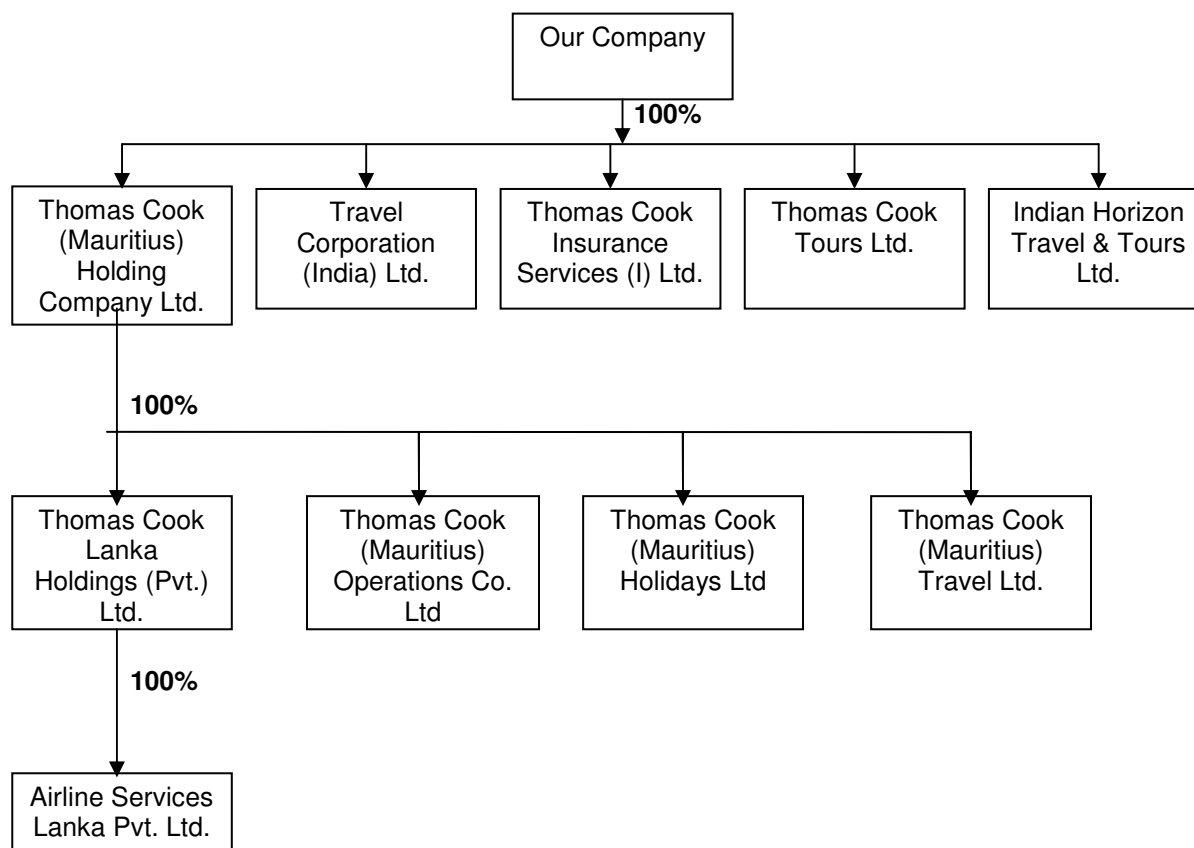 Our Company
100%
Thomas Cook
(Mauritius)
Holding
Company Ltd.
Travel
Corporation
(India) Ltd.
Thomas Cook
Insurance
Services (I) Ltd.
Thomas Cook
Tours Ltd.
Indian Horizon
Travel & Tours
Ltd.
100%
Thomas Cook
Lanka
Holdings (Pvt.)
Ltd.
Thomas Cook
(Mauritius)
Operations Co.
Ltd
Thomas Cook
(Mauritius)
Holidays Ltd
Thomas Cook
(Mauritius)
Travel Ltd.
100%
Airline Services
Lanka Pvt. Ltd.